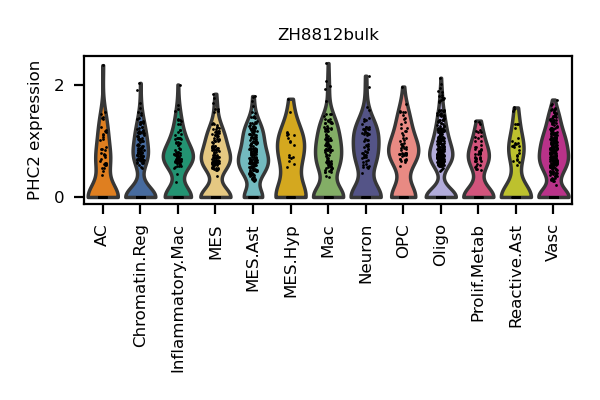 ZH8812bulk
PHC2 expression
2
0
AC
Chromatin.Reg
Inflammatory.Mac
MES
MES.Ast
MES.Hyp
Mac
Neuron
OPC
Oligo
Prolif.Metab
Reactive.Ast
Vasc